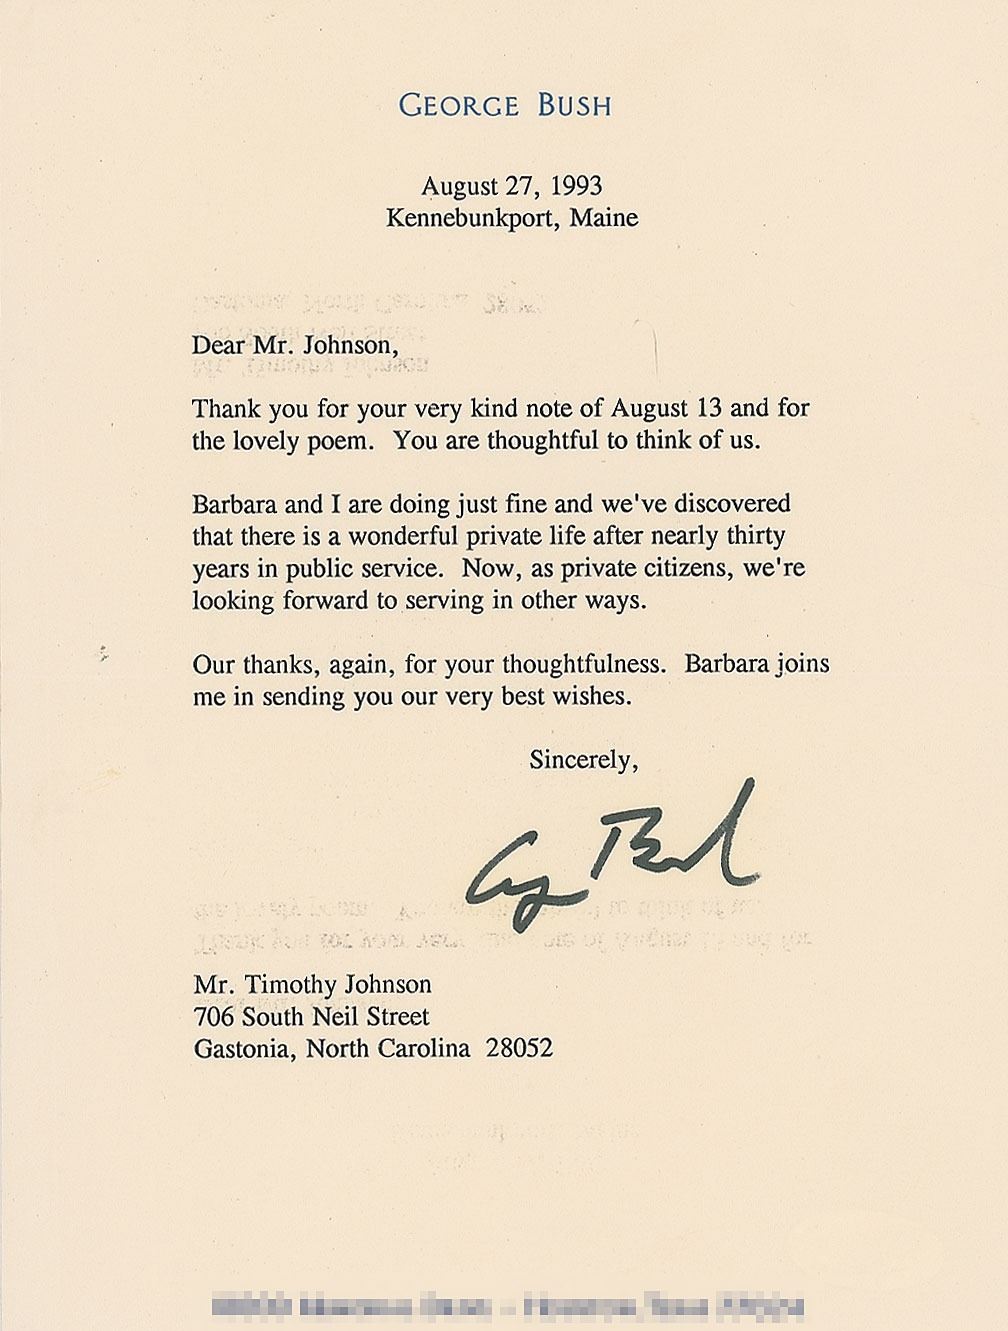 GEORGE BUSH
August 27, 1993
Kennebunkport, Maine
Dear Mr. Johnson,
Thank you for your very kind note of August 13 and for
the lovely poem.  You are thoughtful to think of us.
Barbara and I are doing just fine and we've discovered
that there is a wonderful private life after nearly thirty
years in public service.  Now, as private citizens, we're
looking forward to serving in other ways.
Our thanks, again, for your thoughtfulness.  Barbara joins
me in sending you our very best wishes.
Sincerely,
G Bush
Mr. Timothy Johnson
706 South Neil Street
Gastonia, North Carolina  28052